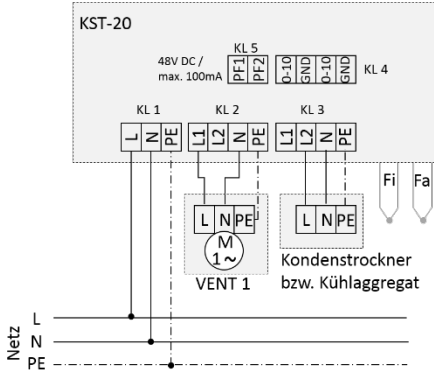 KST-20
KL 5
48V DC /
max. 100mA
PF1 PF2
0-10 GND 0-10 GND
KL 4
KL 1 KL 2 KL 3
L N PE L1 L2 N PE L1 L2 N PE
Fi Fa
L N PE
M
1~
VENT 1
L N PE
Kondenstrockner
bzw. Kühlaggregat
Netz
L
N
PE